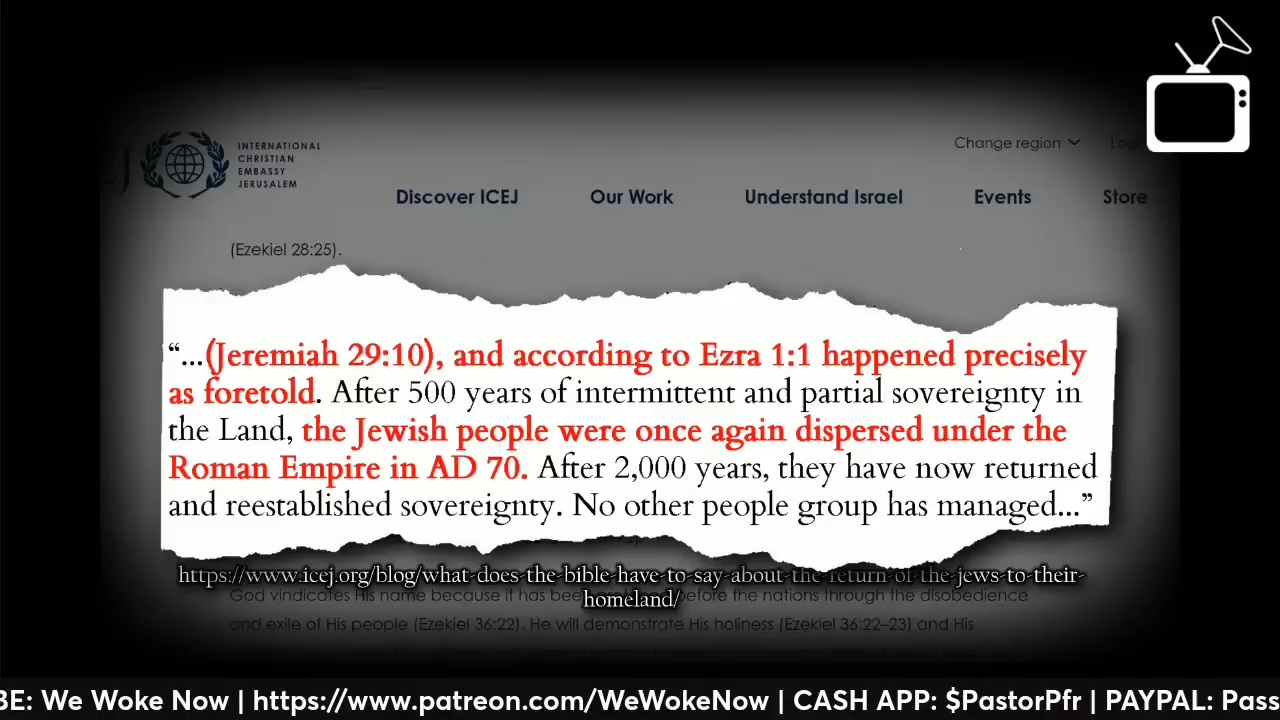 INTERNATIONAL
CHRISTIAN
EMBASSY
JERUSALEM
Change region
Discover ICEJ Our Work Understand Israel Events Store
(Ezekiel 28:25).
“...(Jeremiah 29:10), and according to Ezra 1:1 happened precisely
as foretold. After 500 years of intermittent and partial sovereignty in
the Land, the Jewish people were once again dispersed under the
Roman Empire in AD 70. After 2,000 years, they have now returned
and reestablished sovereignty. No other people group has managed...”
https://www.icej.org/blog/what-does-the-bible-have-to-say-about-the-return-of-the-jews-to-their-
homeland/
God vindicates His name because it has before the nations through the disobedience
and exile of His people (Ezekiel 36:22). He will demonstrate His holiness (Ezekiel 36:22–23) and His
BE: We Woke Now | https://www.patreon.com/WeWokeNow | CASH APP: $PastorPfr | PAYPAL: Pass